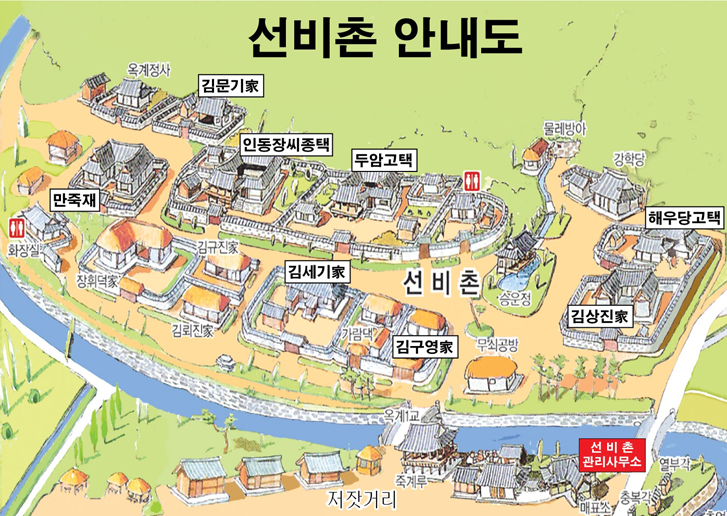 선비촌 안내도
옥계정사
김문기家
물레방아
인동장씨종택
두암고택
강학당
만죽재
해우당고택
화장실
김규진家
장휘덕家
김세기家
선비촌
승운정
김상진家
김뢰진家
가람댁
김구영家
무쇠공방
옥계1교
선비촌
관리사무소
죽계루
열부각
저잣거리
매표소
충복각